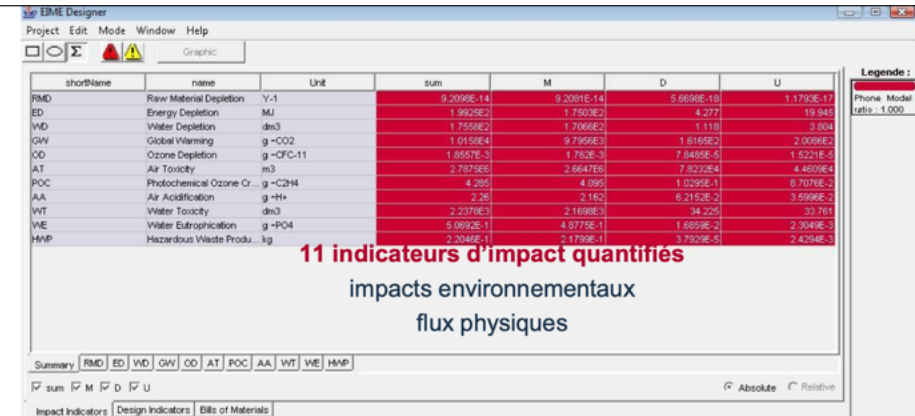 EIME Designer
Project Edit Mode Window Help
Σ Graphic
shortName name Unit sum M D U
RMD Raw Material Depletion Y-1 9.2098E-14 9.2081E-14 5.6698E-18 1.1793E-17
ED Energy Depletion MJ 1.9925E2 1.7503E2 4.277 19.945
WD Water Depletion dm3 1.7558E2 1.7066E2 1.118 3.804
GW Global Warming g ~CO2 1.0158E4 9.7956E3 1.6165E2 2.0086E2
OD Ozone Depletion g ~CFC-11 1.8557E-3 1.762E-3 7.8485E-5 1.5221E-5
AT Air Toxicity m3 2.7875E6 2.6647E6 7.8232E4 4.4609E4
POC Photochemical Ozone Cr... g ~C2H4 4.285 4.095 1.0295E-1 8.7076E-2
AA Air Acidification g ~H+ 2.26 2.162 6.2152E-2 3.5996E-2
WT Water Toxicity dm3 2.2378E3 2.1698E3 34.225 33.761
WE Water Eutrophication g ~PO4 5.0692E-1 4.8775E-1 1.6859E-2 2.3049E-3
HWP Hazardous Waste Produ... kg 2.2046E-1 2.1799E-1 3.7929E-5 2.4294E-3
11 indicateurs d’impact quantifiés
impacts environnementaux
flux physiques
Summary RMD ED WD GW OD AT POC AA WT WE HWP
sum M D U Absolute Relative
Impact Indicators Design Indicators Bills of Materials
Legende :
Phone Model
ratio : 1.000